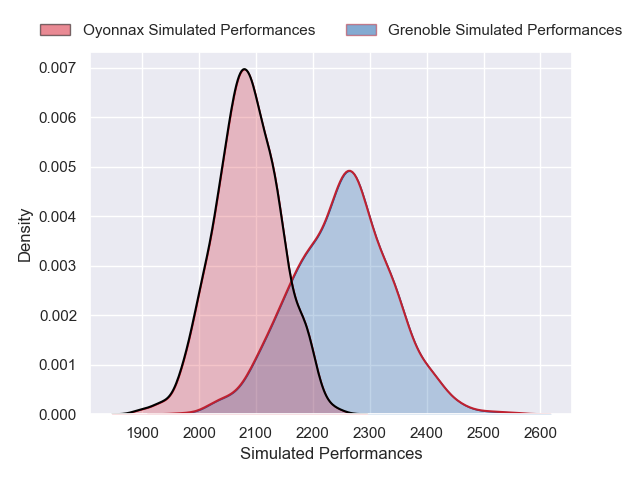 Oyonnax Simulated Performances
Grenoble Simulated Performances
0.007
0.006
0.005
0.004
0.003
0.002
0.001
0.000
Density
1900 2000 2100 2200 2300 2400 2500 2600
Simulated Performances